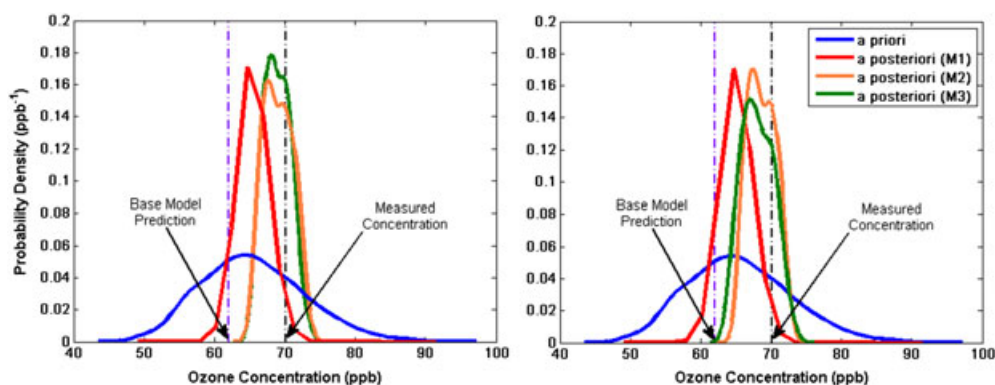 0.2
0.18
0.16
0.14
0.12
0.1
0.08
0.06
0.04
0.02
0
Probability Density (ppb⁻¹)
Base Model
Prediction
Measured
Concentration
40 50 60 70 80 90 100
Ozone Concentration (ppb)
0.2
0.18
0.16
0.14
0.12
0.1
0.08
0.06
0.04
0.02
0
a priori
a posteriori (M1)
a posteriori (M2)
a posteriori (M3)
Base Model
Prediction
Measured
Concentration
40 50 60 70 80 90 100
Ozone Concentration (ppb)